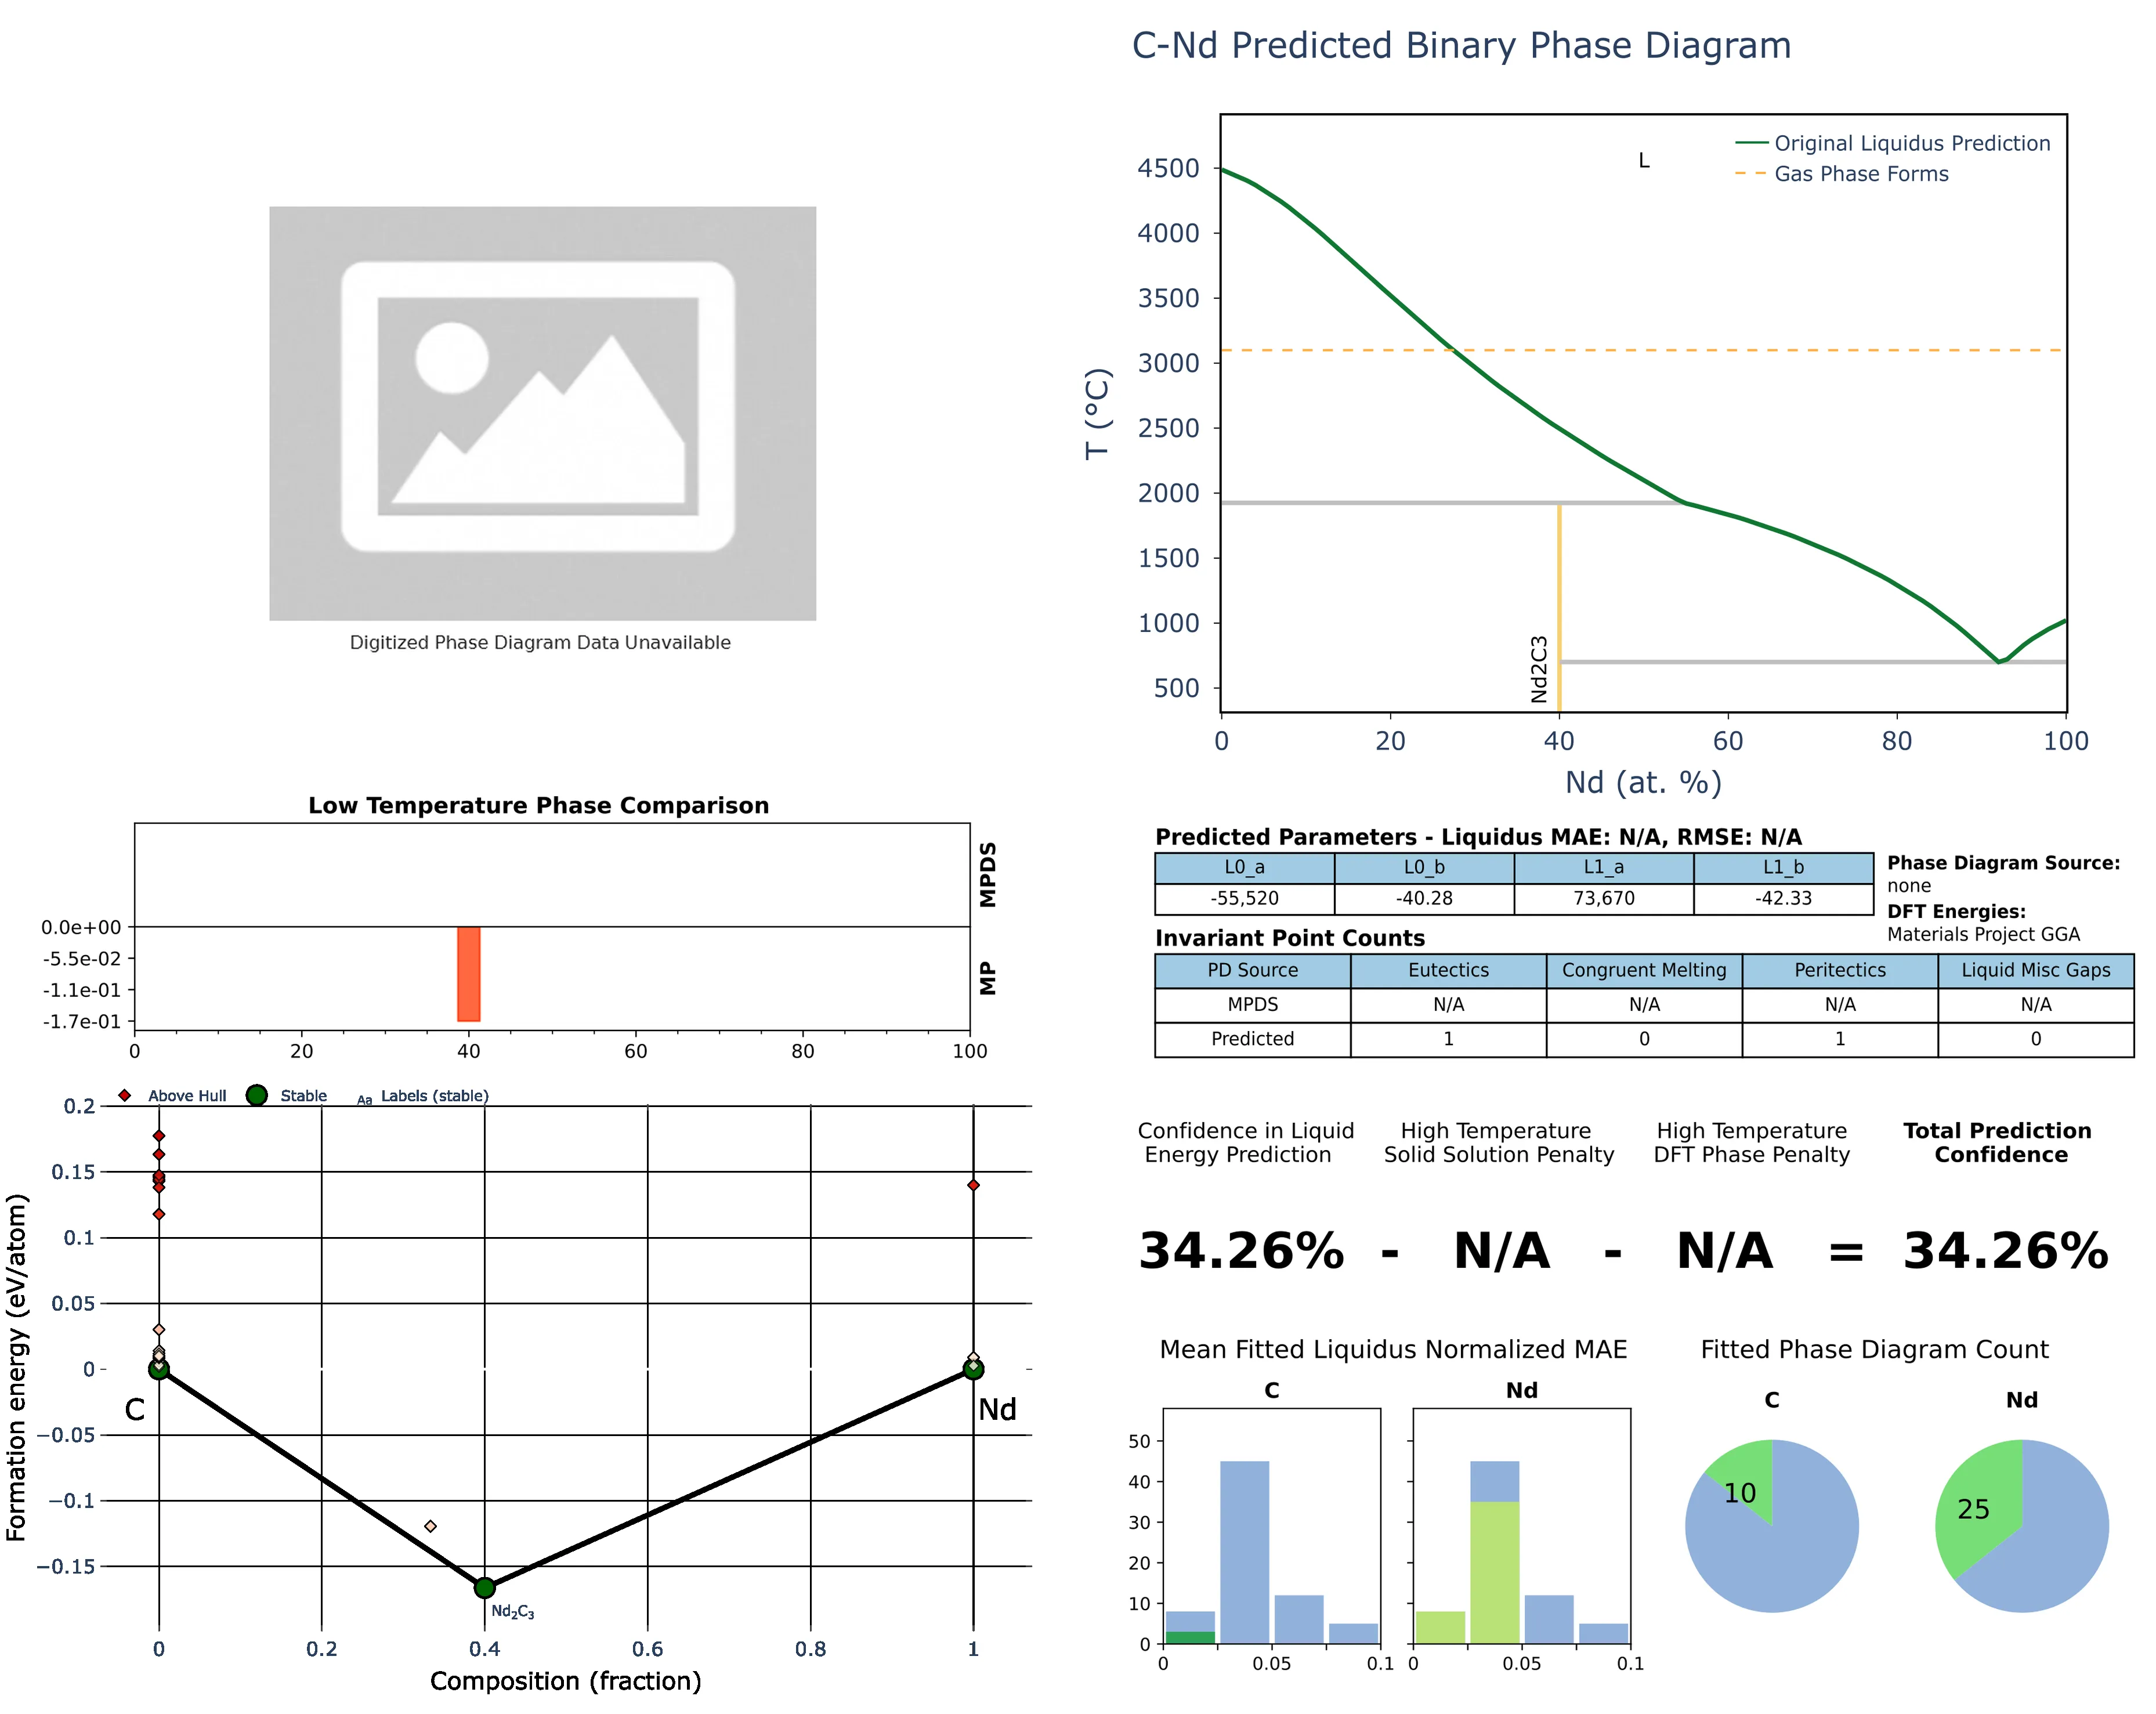 C-Nd Predicted Binary Phase Diagram
Digitized Phase Diagram Data Unavailable
L
Original Liquidus Prediction
Gas Phase Forms
4500
4000
3500
3000
2500
2000
1500
1000
500
T (°C)
Nd2C3
0 20 40 60 80 100
Nd (at. %)
Low Temperature Phase Comparison
MPDS
MP
0.0e+00
-5.5e-02
-1.1e-01
-1.7e-01
0 20 40 60 80 100
Predicted Parameters - Liquidus MAE: N/A, RMSE: N/A
L0_a L0_b L1_a L1_b
-55,520 -40.28 73,670 -42.33
Phase Diagram Source:
none
DFT Energies:
Materials Project GGA
Invariant Point Counts
PD Source Eutectics Congruent Melting Peritectics Liquid Misc Gaps
MPDS N/A N/A N/A N/A
Predicted 1 0 1 0
Above Hull Stable Aa Labels (stable)
0.2
0.15
0.1
0.05
0
−0.05
−0.1
−0.15
Formation energy (eV/atom)
C
Nd
Nd₂C₃
0 0.2 0.4 0.6 0.8 1
Composition (fraction)
Confidence in Liquid
Energy Prediction
High Temperature
Solid Solution Penalty
High Temperature
DFT Phase Penalty
Total Prediction
Confidence
34.26% - N/A - N/A = 34.26%
Mean Fitted Liquidus Normalized MAE
C
Nd
50
40
30
20
10
0
0 0.05 0.1
0 0.05 0.1
Fitted Phase Diagram Count
C
10
Nd
25